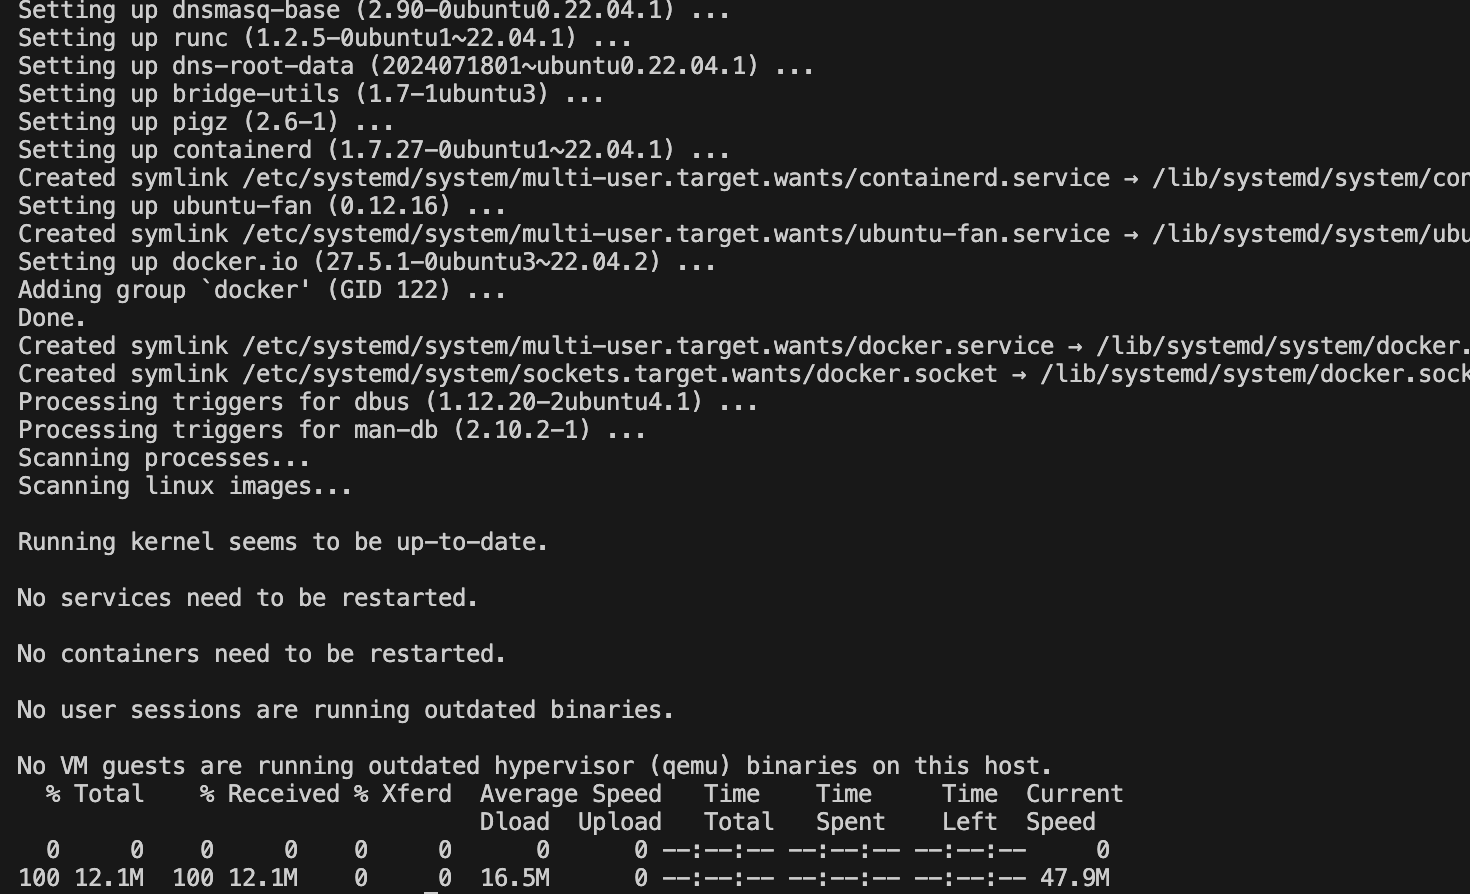 Setting up dnsmasq-base (2.90-0ubuntu0.22.04.1) ...
Setting up runc (1.2.5-0ubuntu1~22.04.1) ...
Setting up dns-root-data (2024071801~ubuntu0.22.04.1) ...
Setting up bridge-utils (1.7-1ubuntu3) ...
Setting up pigz (2.6-1) ...
Setting up containerd (1.7.27-0ubuntu1~22.04.1) ...
Created symlink /etc/systemd/system/multi-user.target.wants/containerd.service → /lib/systemd/system/con
Setting up ubuntu-fan (0.12.16) ...
Created symlink /etc/systemd/system/multi-user.target.wants/ubuntu-fan.service → /lib/systemd/system/ubu
Setting up docker.io (27.5.1-0ubuntu3~22.04.2) ...
Adding group `docker' (GID 122) ...
Done.
Created symlink /etc/systemd/system/multi-user.target.wants/docker.service → /lib/systemd/system/docker.
Created symlink /etc/systemd/system/sockets.target.wants/docker.socket → /lib/systemd/system/docker.sock
Processing triggers for dbus (1.12.20-2ubuntu4.1) ...
Processing triggers for man-db (2.10.2-1) ...
Scanning processes...
Scanning linux images...
Running kernel seems to be up-to-date.
No services need to be restarted.
No containers need to be restarted.
No user sessions are running outdated binaries.
No VM guests are running outdated hypervisor (qemu) binaries on this host.
  % Total    % Received % Xferd  Average Speed   Time    Time     Time  Current
                                 Dload  Upload   Total   Spent    Left  Speed
  0     0    0     0    0     0      0      0 --:--:-- --:--:-- --:--:--     0
100 12.1M  100 12.1M    0     0  16.5M      0 --:--:-- --:--:-- --:--:-- 47.9M